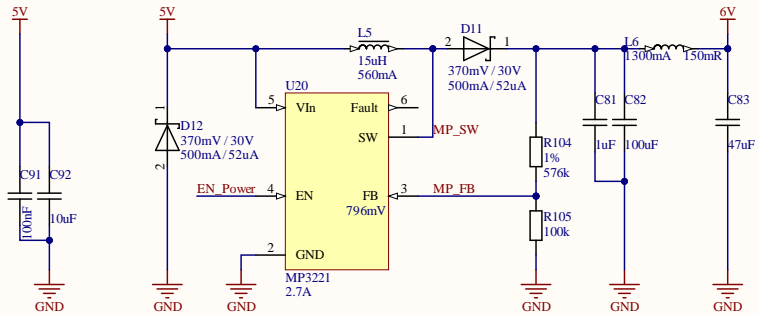 5V
C91
100nF
C92
10uF
GND
5V
1
D12
370mV / 30V
500mA/52uA
2
GND
EN_Power
GND
L5
15uH
560mA
U20
5
VIn
Fault
6
SW
1
MP_SW
4
EN
FB
3
MP_FB
796mV
2
GND
MP3221
2.7A
D11
2
1
370mV / 30V
500mA/52uA
R104
1%
576k
R105
100k
GND
C81
1uF
C82
100uF
GND
L6
1300mA
150mR
6V
C83
47uF
GND